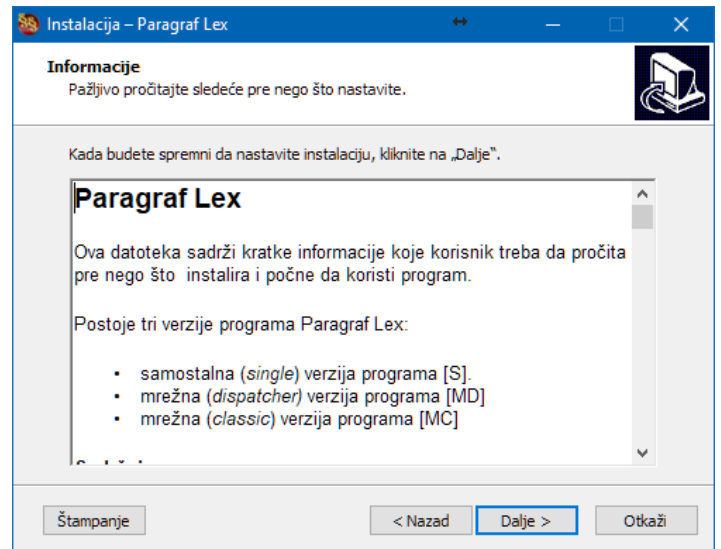 Instalacija – Paragraf Lex
Informacije
Pažljivo pročitajte sledeće pre nego što nastavite.
Kada budete spremni da nastavite instalaciju, kliknite na „Dalje“.
Paragraf Lex
Ova datoteka sadrži kratke informacije koje korisnik treba da pročita
pre nego što  instalira i počne da koristi program.
Postoje tri verzije programa Paragraf Lex:
• samostalna (single) verzija programa [S].
• mrežna (dispatcher) verzija programa [MD]
• mrežna (classic) verzija programa [MC]
Štampanje
< Nazad
Dalje >
Otkaži